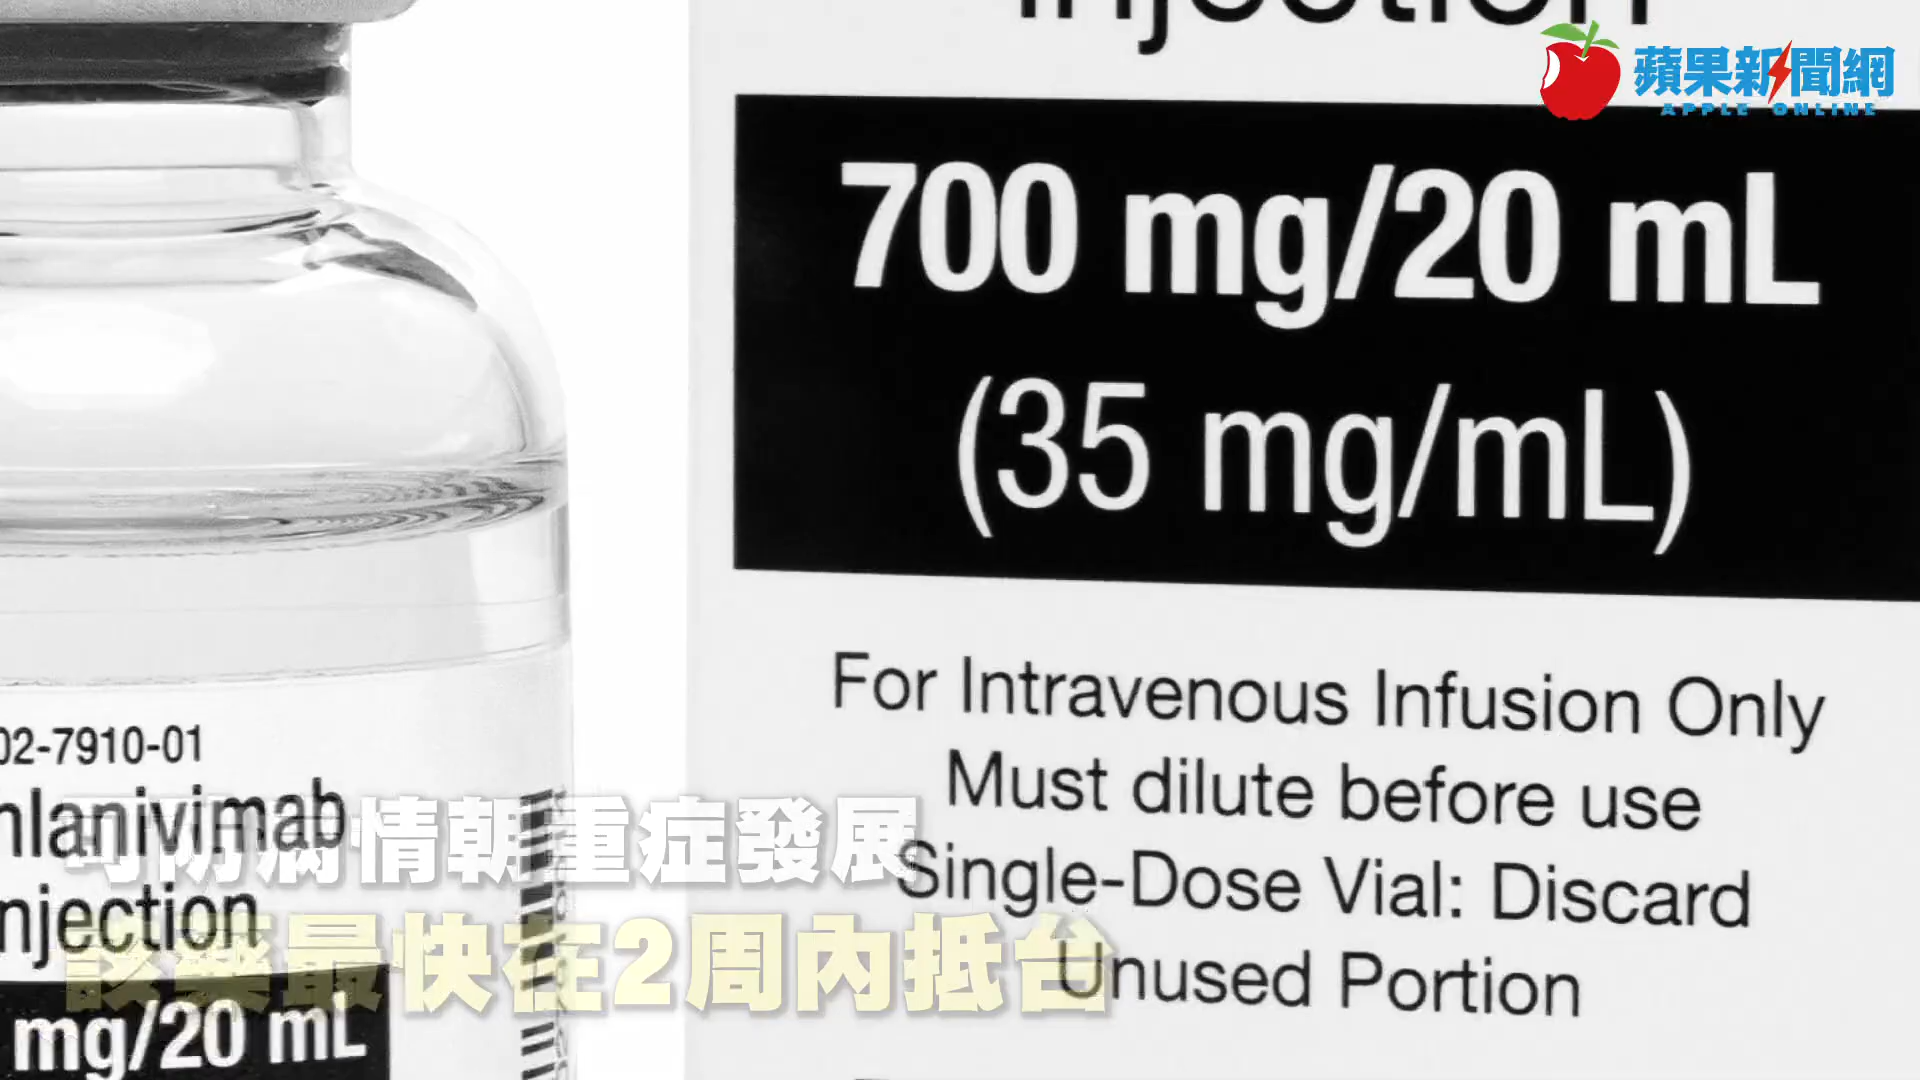 injection
蘋果新聞網
APPLE ONLINE
700 mg/20 mL
(35 mg/mL)
For Intravenous Infusion Only
Must dilute before use
Single-Dose Vial: Discard
Unused Portion
02-7910-01
nlanivimab
njection
mg/20 mL
可防病情朝重症發展
該藥最快在2周內抵台